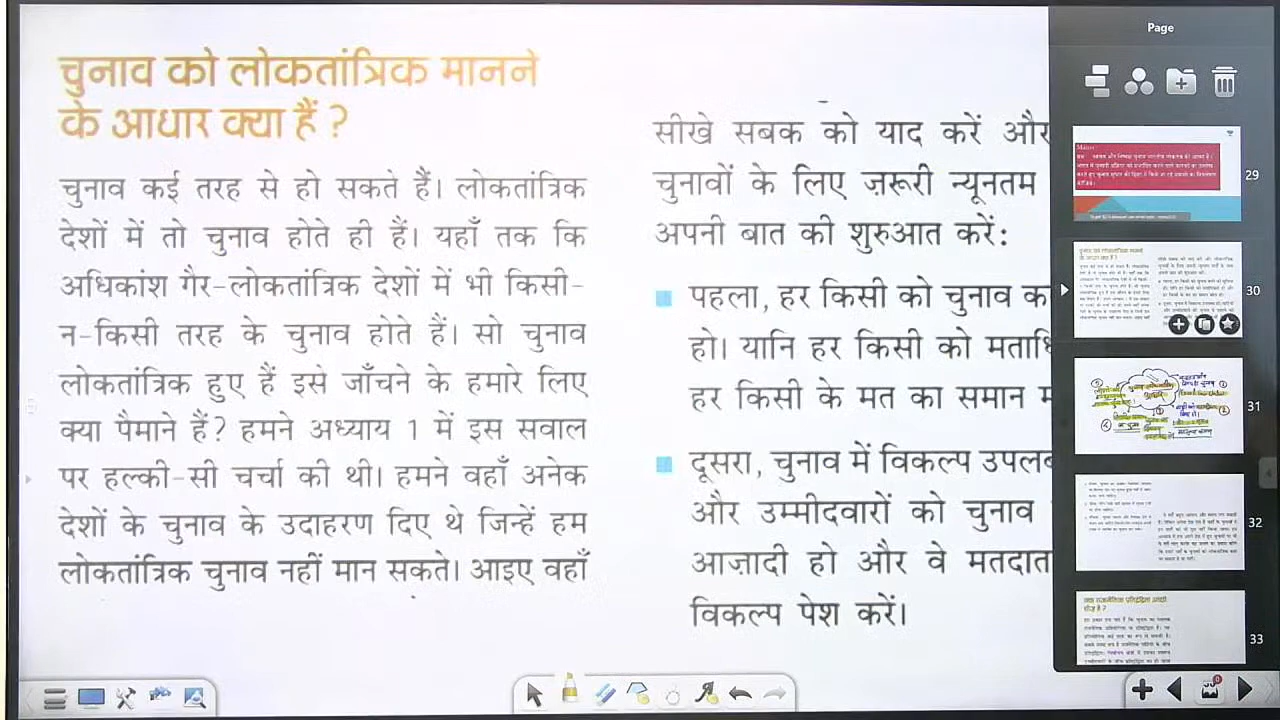 चुनाव को लोकतांत्रिक मानने
के आधार क्या हैं ?
चुनाव कई तरह से हो सकते हैं। लोकतांत्रिक
देशों में तो चुनाव होते ही हैं। यहाँ तक कि
अधिकांश गैर-लोकतांत्रिक देशों में भी किसी-
न-किसी तरह के चुनाव होते हैं। सो चुनाव
लोकतांत्रिक हुए हैं इसे जाँचने के हमारे लिए
क्या पैमाने हैं? हमने अध्याय 1 में इस सवाल
पर हल्की-सी चर्चा की थी। हमने वहाँ अनेक
देशों के चुनाव के उदाहरण दिए थे जिन्हें हम
लोकतांत्रिक चुनाव नहीं मान सकते। आइए वहाँ
सीखे सबक को याद करें और
चुनावों के लिए ज़रूरी न्यूनतम
अपनी बात की शुरुआत करें:
पहला, हर किसी को चुनाव
हो। यानि हर किसी को
हर किसी के मत का समान
दूसरा, चुनाव में विकल्प
और उम्मीदवारों को चुनाव
आज़ादी हो और वे
विकल्प पेश करें।
Page
29
30
31
32
33